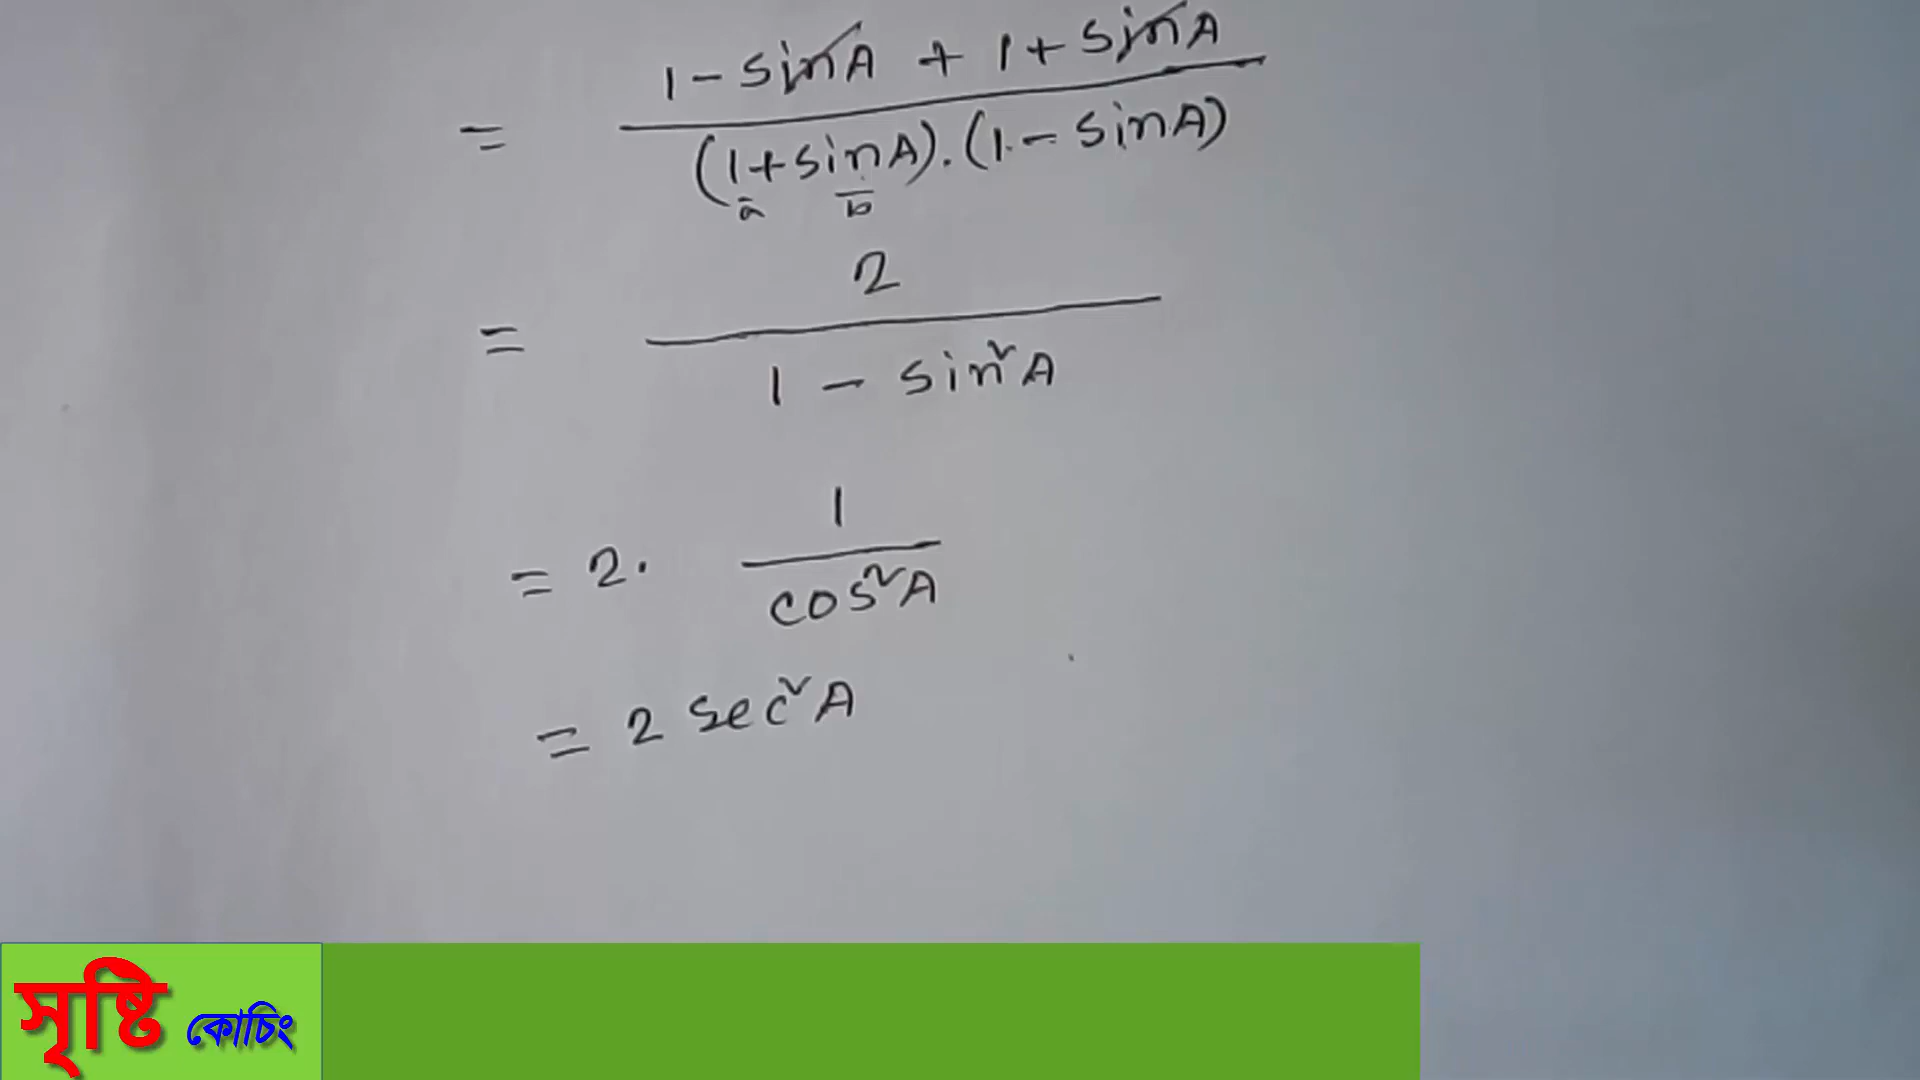 1 - sinA + 1 + sinA
= (1+sinA).(1 - sinA)
a b
2
=
1 - sin²A
1
= 2.
cos²A
= 2 sec²A
সৃষ্টি কোচিং